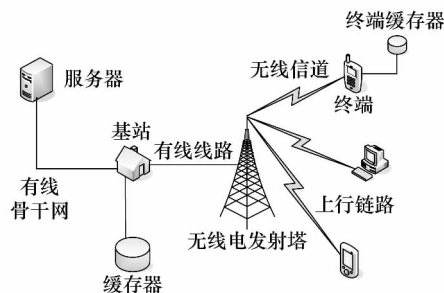 终端缓存器
无线信道
服务器
终端
基站
有线线路
有线
骨干网
上行链路
无线电发射塔
缓存器